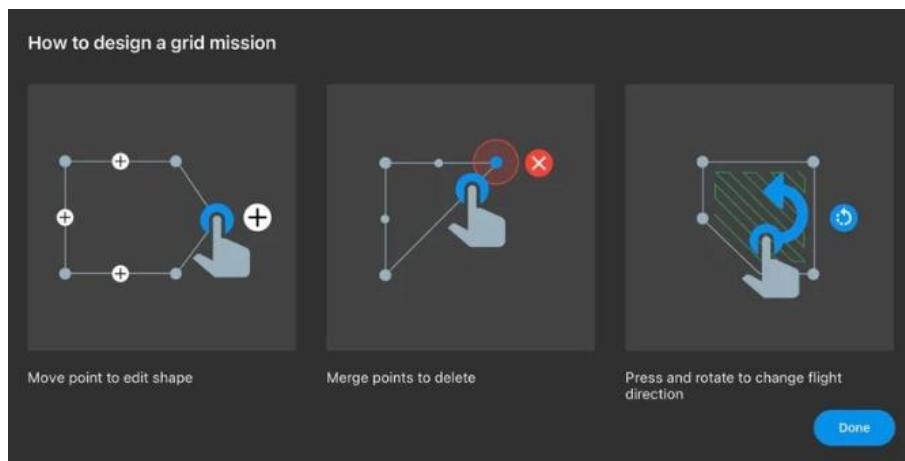 How to design a grid mission
Move point to edit shape
Merge points to delete
Press and rotate to change flight
direction
Done